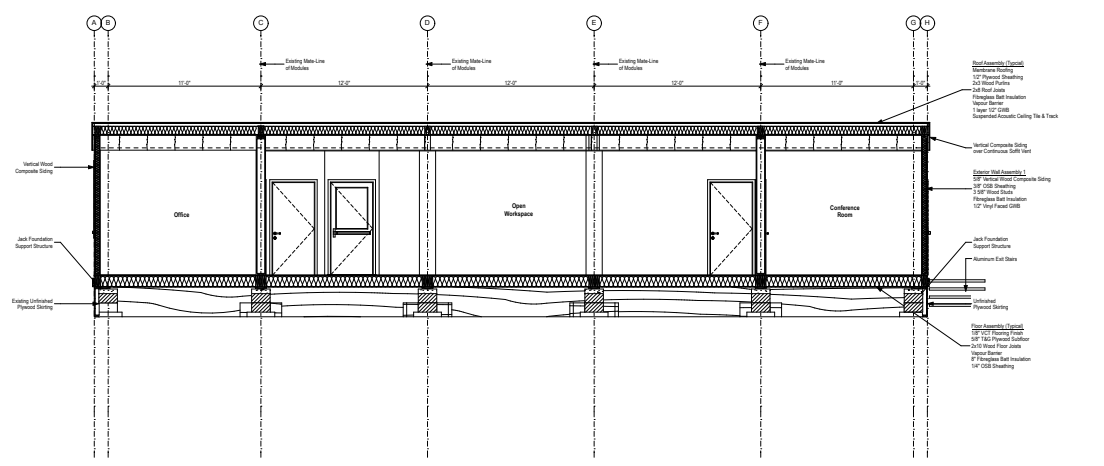 A B C D E F G H
Existing Mate-Line
of Modules
Existing Mate-Line
of Modules
Existing Mate-Line
of Modules
Existing Mate-Line
of Modules
1'-0" 11'-0" 12'-0" 12'-0" 12'-0" 11'-0" 1'-0"
Roof Assembly (Typcial)
Membrane Roofing
1/2" Plywood Sheathing
2x3 Wood Purlins
2x8 Roof Joists
Fibreglass Batt Insulation
Vapour Barrier
1 layer 1/2" GWB
Suspended Acoustic Ceiling Tile & Track
Vertical Composite Siding
over Continuous Soffit Vent
Vertical Wood
Composite Siding
Exterior Wall Assembly 1
5/8" Vertical Wood Composite Siding
3/8" OSB Sheathing
3 5/8" Wood Studs
Fibreglass Batt Insulation
1/2" Vinyl Faced GWB
Office
Open
Workspace
Conference
Room
Jack Foundation
Support Structure
Jack Foundation
Support Structure
Aluminum Exit Stairs
Existing Unfinished
Plywood Skirting
Unfinished
Plywood Skirting
Floor Assembly (Typical)
1/8" VCT Flooring Finish
5/8" T&G Plywood Subfloor
2x10 Wood Floor Joists
Vapour Barrier
8" Fibreglass Batt Insulation
1/4" OSB Sheathing